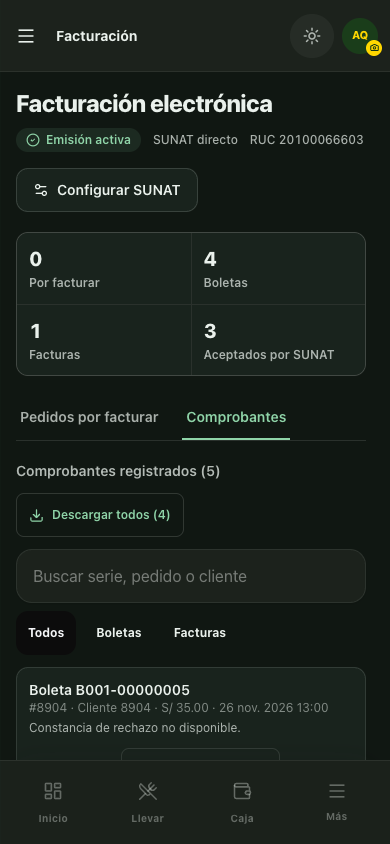 Facturación
AQ
Facturación electrónica
Emisión activa
SUNAT directo
RUC 20100066603
Configurar SUNAT
0
Por facturar
4
Boletas
1
Facturas
3
Aceptados por SUNAT
Pedidos por facturar
Comprobantes
Comprobantes registrados (5)
Descargar todos (4)
Buscar serie, pedido o cliente
Todos
Boletas
Facturas
Boleta B001-00000005
#8904 · Cliente 8904 · S/ 35.00 · 26 nov. 2026 13:00
Constancia de rechazo no disponible.
Inicio
Llevar
Caja
Más